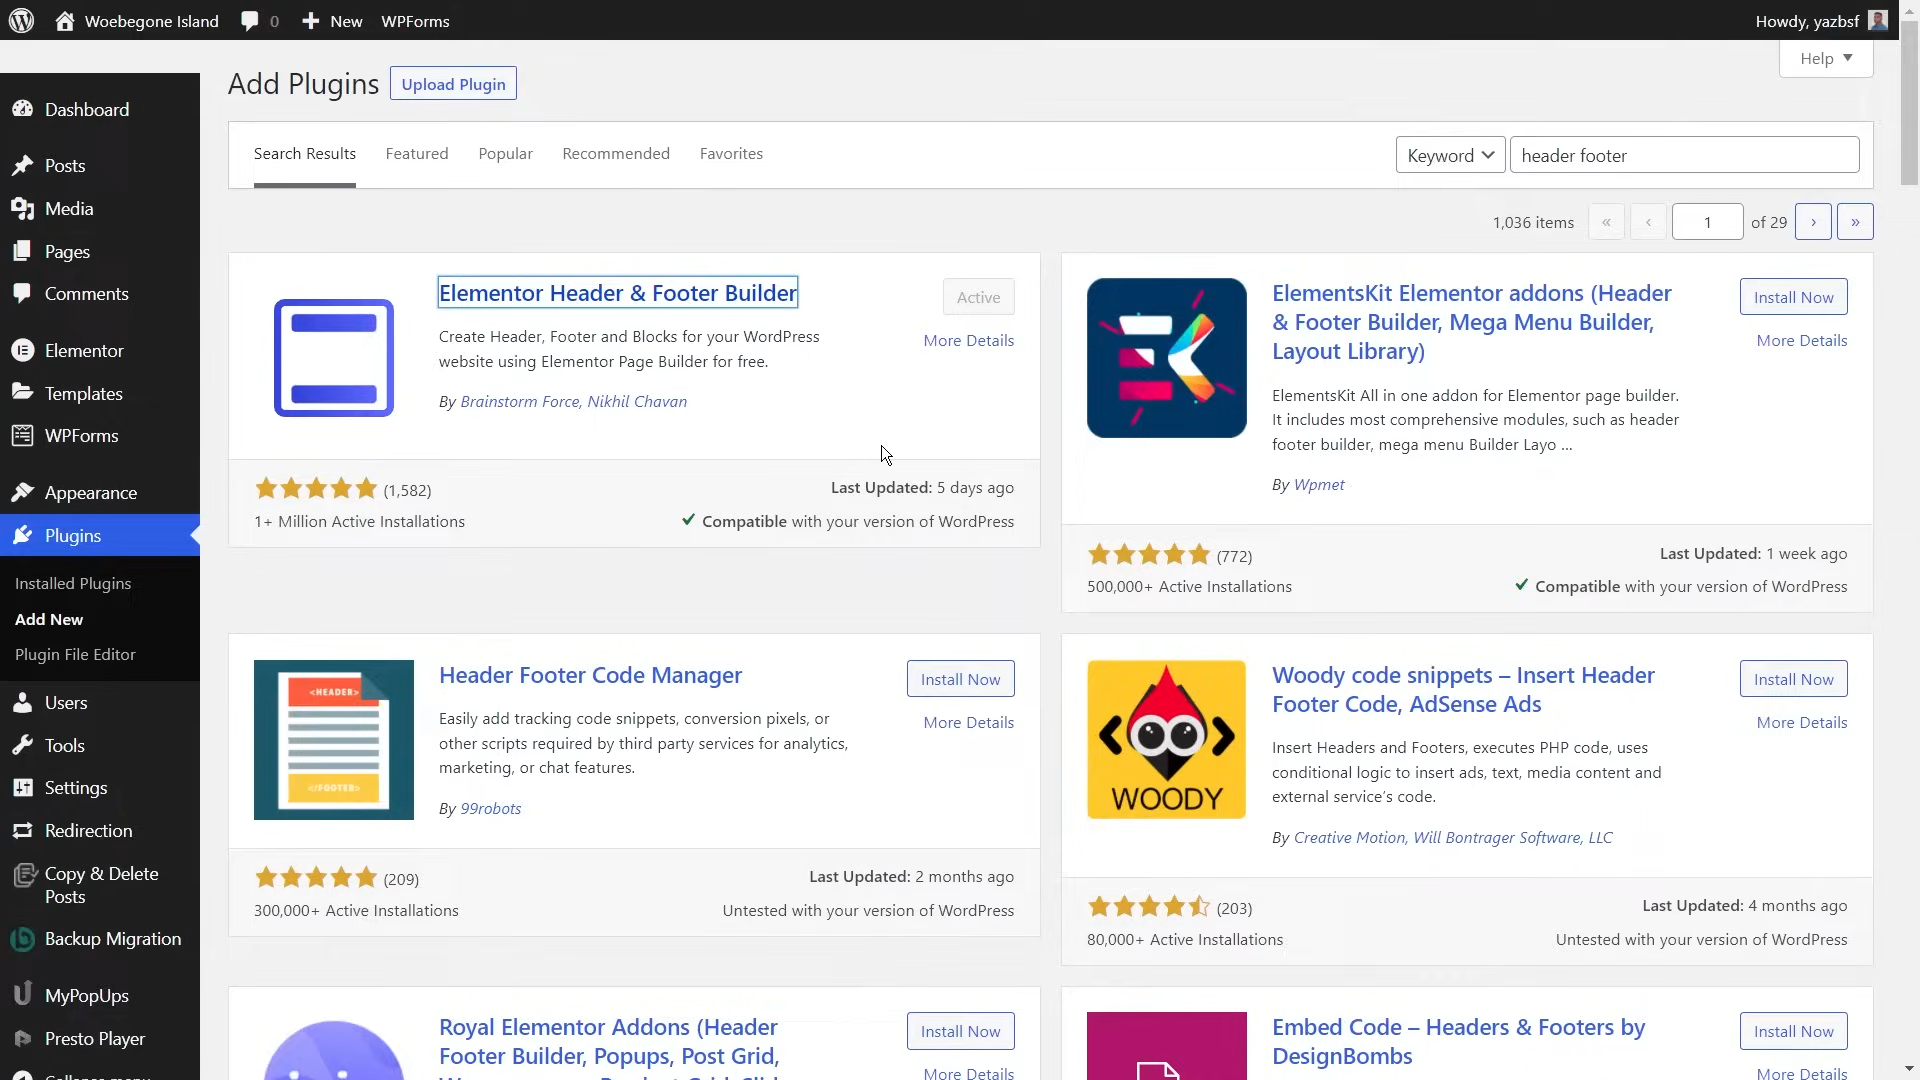 Woebegone Island
0
New
WPForms
Howdy, yazbsf
Help
Add Plugins
Upload Plugin
Dashboard
Posts
Media
Pages
Comments
Elementor
Templates
WPForms
Appearance
Plugins
Installed Plugins
Add New
Plugin File Editor
Users
Tools
Settings
Redirection
Copy & Delete
Posts
Backup Migration
MyPopUps
Presto Player
Search Results
Featured
Popular
Recommended
Favorites
Keyword
header footer
1,036 items
«
‹
1
of 29
›
»
Elementor Header & Footer Builder
Active
More Details
Create Header, Footer and Blocks for your WordPress
website using Elementor Page Builder for free.
By Brainstorm Force, Nikhil Chavan
(1,582)
Last Updated: 5 days ago
1+ Million Active Installations
Compatible with your version of WordPress
ElementsKit Elementor addons (Header
& Footer Builder, Mega Menu Builder,
Layout Library)
Install Now
More Details
ElementsKit All in one addon for Elementor page builder.
It includes most comprehensive modules, such as header
footer builder, mega menu Builder Layo ...
By Wpmet
(772)
Last Updated: 1 week ago
500,000+ Active Installations
Compatible with your version of WordPress
<HEADER>
</FOOTER>
Header Footer Code Manager
Install Now
More Details
Easily add tracking code snippets, conversion pixels, or
other scripts required by third party services for analytics,
marketing, or chat features.
By 99robots
(209)
Last Updated: 2 months ago
300,000+ Active Installations
Untested with your version of WordPress
WOODY
Woody code snippets – Insert Header
Footer Code, AdSense Ads
Install Now
More Details
Insert Headers and Footers, executes PHP code, uses
conditional logic to insert ads, text, media content and
external service's code.
By Creative Motion, Will Bontrager Software, LLC
(203)
Last Updated: 4 months ago
80,000+ Active Installations
Untested with your version of WordPress
Royal Elementor Addons (Header
Footer Builder, Popups, Post Grid,
Install Now
More Details
Embed Code – Headers & Footers by
DesignBombs
Install Now
More Details